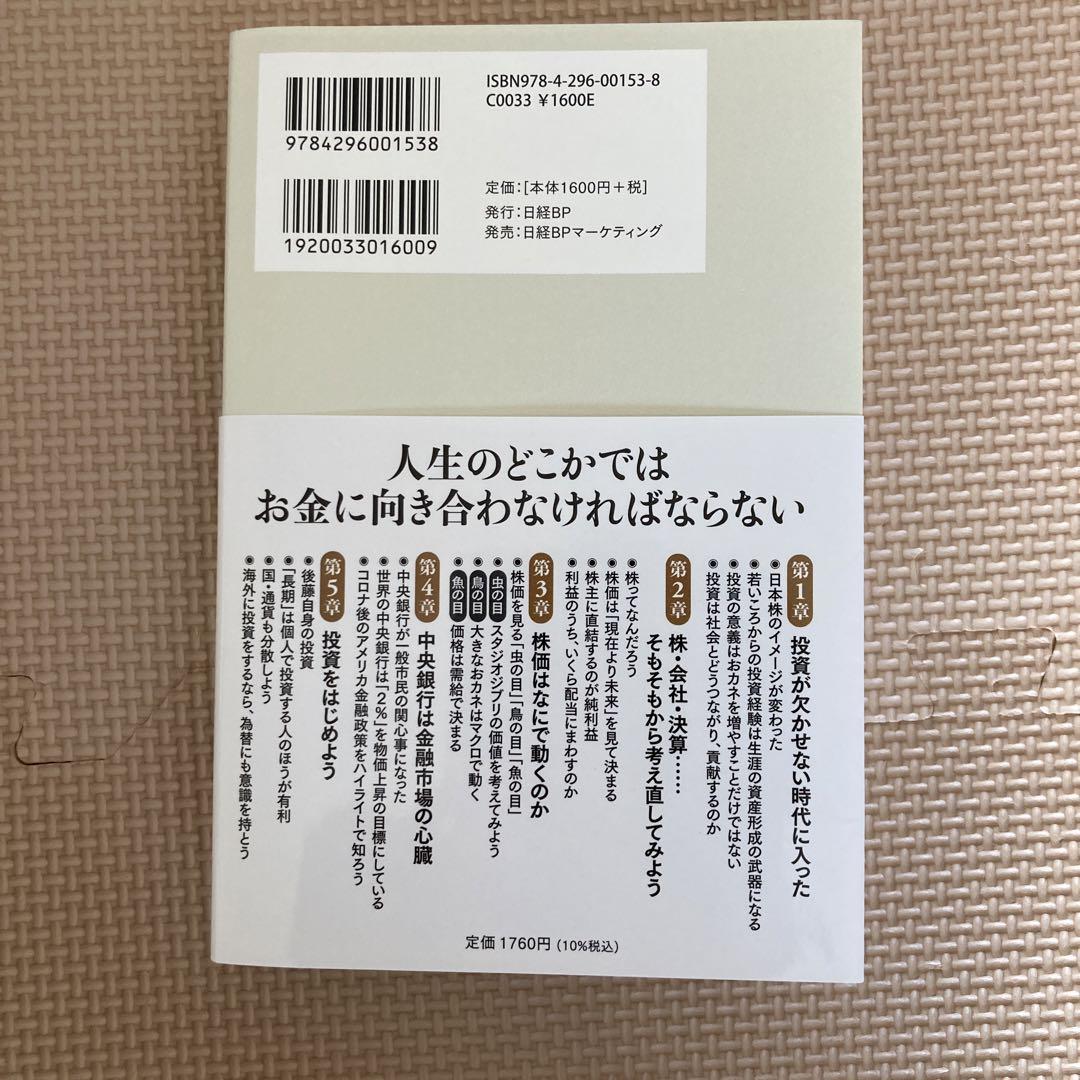 ISBN978-4-296-00153-8
C0033 ¥1600E
9784296001538
定価：[本体1600円＋税]
発行：日経BP
発売：日経BPマーケティング
1920033016009
人生のどこかでは
お金に向き合わなければならない
第1章 投資が欠かせない時代に入った
●日本株のイメージが変わった
●若いころからの投資経験は生涯の資産形成の武器になる
●投資の意義はおカネを増やすことだけではない
●投資は社会とどうつながり、貢献するのか
第2章 株・会社・決算……
そもそもから考え直してみよう
●株ってなんだろう
●株価は「現在より未来」を見て決まる
●株主に直結するのが純利益
●利益のうち、いくら配当にまわすのか
第3章 株価はなにで動くのか
●株価を見る「虫の目」「鳥の目」「魚の目」
●虫の目 スタジオジブリの価値を考えてみよう
●鳥の目 大きなおカネはマクロで動く
●魚の目 価格は需給で決まる
第4章 中央銀行は金融市場の心臓
●中央銀行が一般市民の関心事になった
●世界の中央銀行は「2％」を物価上昇の目標にしている
●コロナ後のアメリカ金融政策をハイライトで知ろう
第5章 投資をはじめよう
●後藤自身の投資
●「長期」は個人で投資する人のほうが有利
●国・通貨も分散しよう
●海外に投資をするなら、為替にも意識を持とう
定価1760円（10%税込）